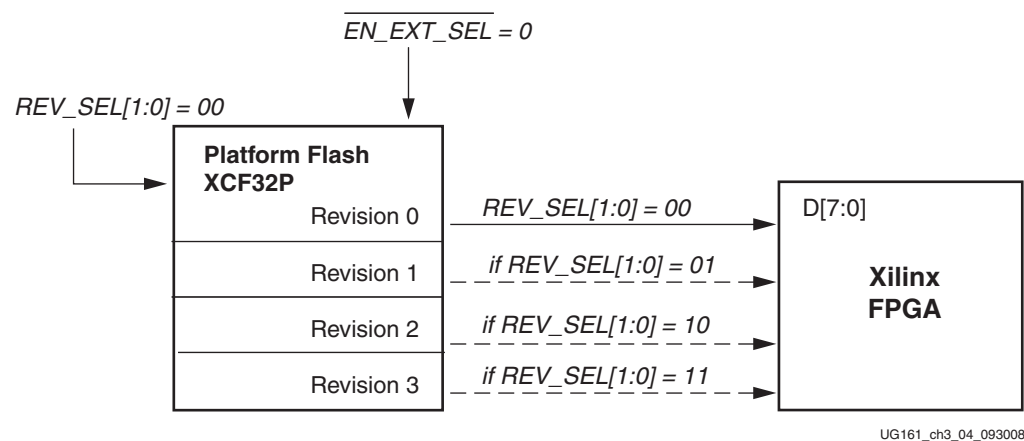 EN_EXT_SEL = 0
REV_SEL[1:0] = 00
Platform Flash
XCF32P
Revision 0
REV_SEL[1:0] = 00
Revision 1
if REV_SEL[1:0] = 01
Revision 2
if REV_SEL[1:0] = 10
Revision 3
if REV_SEL[1:0] = 11
D[7:0]
Xilinx
FPGA
UG161_ch3_04_093008